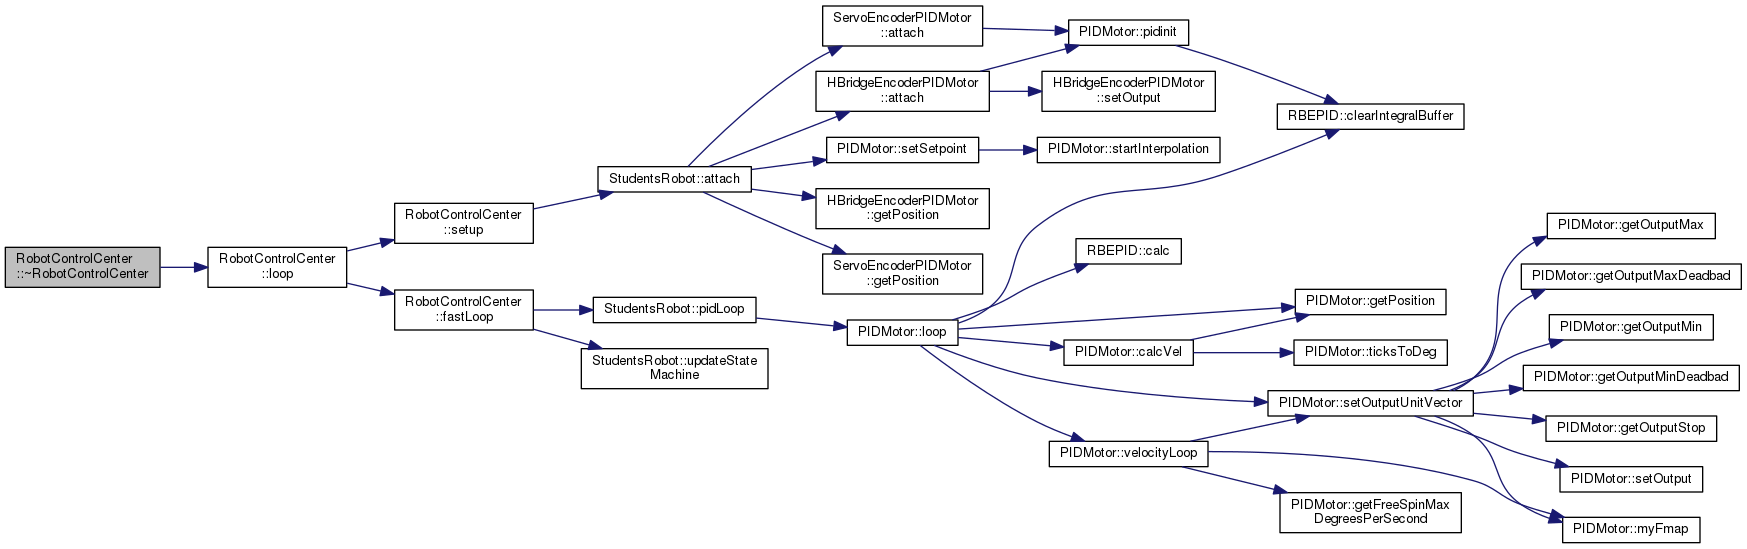 RobotControlCenter
::~RobotControlCenter
RobotControlCenter
::loop
RobotControlCenter
::setup
RobotControlCenter
::fastLoop
StudentsRobot::attach
StudentsRobot::pidLoop
StudentsRobot::updateState
Machine
ServoEncoderPIDMotor
::attach
HBridgeEncoderPIDMotor
::attach
PIDMotor::setSetpoint
HBridgeEncoderPIDMotor
::getPosition
ServoEncoderPIDMotor
::getPosition
PIDMotor::loop
PIDMotor::pidinit
HBridgeEncoderPIDMotor
::setOutput
PIDMotor::startInterpolation
RBEPID::calc
PIDMotor::calcVel
PIDMotor::velocityLoop
RBEPID::clearIntegralBuffer
PIDMotor::getPosition
PIDMotor::ticksToDeg
PIDMotor::setOutputUnitVector
PIDMotor::getFreeSpinMax
DegreesPerSecond
PIDMotor::getOutputMax
PIDMotor::getOutputMaxDeadbad
PIDMotor::getOutputMin
PIDMotor::getOutputMinDeadbad
PIDMotor::getOutputStop
PIDMotor::setOutput
PIDMotor::myFmap